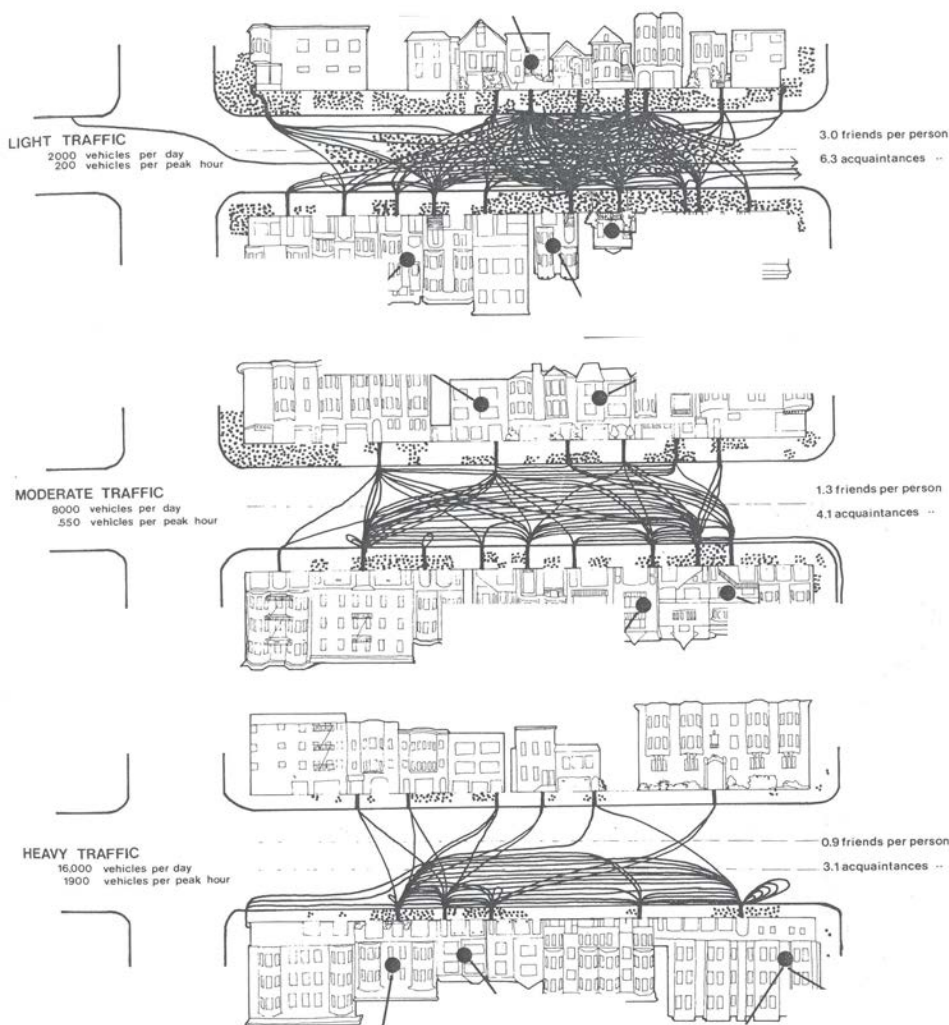 LIGHT TRAFFIC
2000 vehicles per day
200 vehicles per peak hour
3.0 friends per person
6.3 acquaintances ··
MODERATE TRAFFIC
8000 vehicles per day
550 vehicles per peak hour
1.3 friends per person
4.1 acquaintances ··
HEAVY TRAFFIC
16,000 vehicles per day
1900 vehicles per peak hour
0.9 friends per person
3.1 acquaintances ··